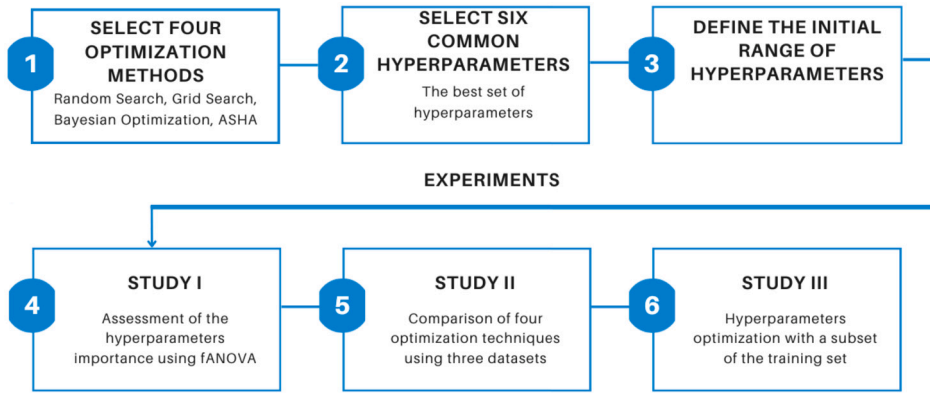 1
SELECT FOUR
OPTIMIZATION
METHODS
Random Search, Grid Search,
Bayesian Optimization, ASHA
2
SELECT SIX
COMMON
HYPERPARAMETERS
The best set of
hyperparameters
3
DEFINE THE INITIAL
RANGE OF
HYPERPARAMETERS
EXPERIMENTS
4
STUDY I
Assessment of the
hyperparameters
importance using fANOVA
5
STUDY II
Comparison of four
optimization techniques
using three datasets
6
STUDY III
Hyperparameters
optimization with a subset
of the training set